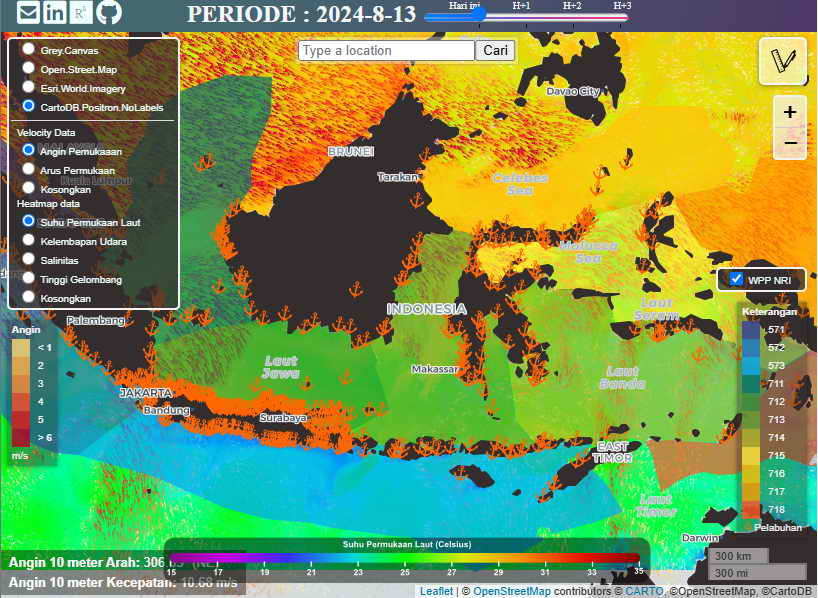 PERIODE : 2024-8-13
Hari ini
H+1
H+2
H+3
Type a location
Cari
Grey.Canvas
Open.Street.Map
Esri.World.Imagery
CartoDB.Positron.NoLabels
Velocity Data
Angin Pemukaaan
Arus Permukaan
Kosongkan
Heatmap data
Suhu Permukaan Laut
Kelembapan Udara
Salinitas
Tinggi Gelombang
Kosongkan
+
−
Davao City
BRUNEI
Kuala Lumpur
Tarakan
Celebes
Sea
Molucca
Sea
WPP NRI
INDONESIA
Laut
Seram
Palembang
Laut
Jawa
Makassar
Laut
Banda
JAKARTA
Bandung
Surabaya
EAST
TIMOR
Laut
Timor
Darwin
Angin
< 1
2
3
4
5
> 6
m/s
Keterangan
571
572
573
711
712
713
714
715
716
717
718
Pelabuhan
Suhu Permukaan Laut (Celsius)
15
17
19
21
23
25
27
29
31
33
35
Angin 10 meter Arah:
Angin 10 meter Kecepatan: 10.68 m/s
300 km
300 mi
Leaflet | © OpenStreetMap contributors © CARTO, ©OpenStreetMap, ©CartoDB